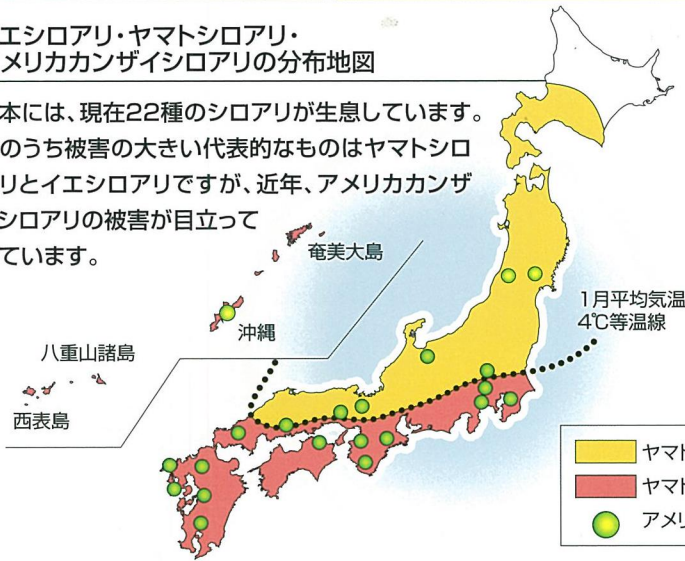 エシロアリ・ヤマトシロアリ・
メリカカンザイシロアリの分布地図
本には、現在22種のシロアリが生息しています。
のうち被害の大きい代表的なものはヤマトシロ
リとイエシロアリですが、近年、アメリカカンザ
シロアリの被害が目立って
ています。
奄美大島
沖縄
八重山諸島
西表島
1月平均気温
4℃等温線
ヤマト
ヤマト
アメリ